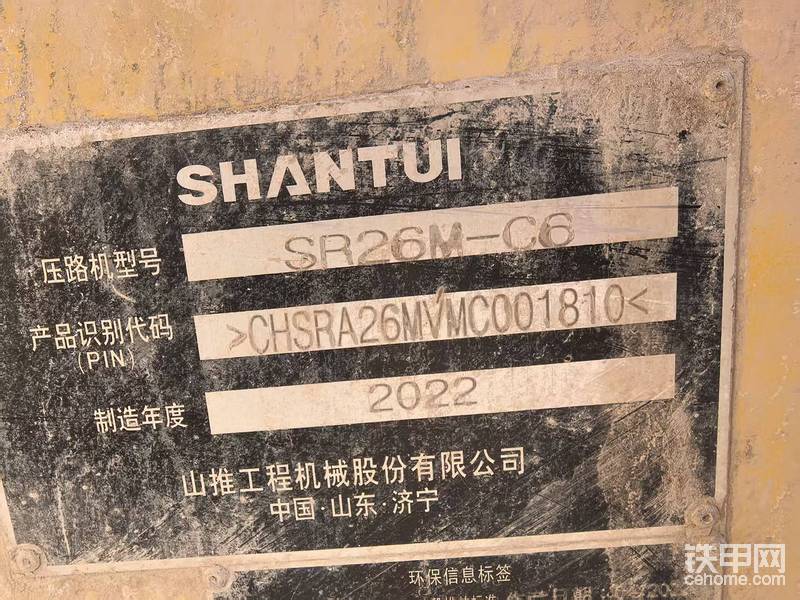 SHANTUI
压路机型号 SR26M-C6
产品识别代码 >CHSRA26MVMC001810<
(PIN)
制造年度 2022
山推工程机械股份有限公司
中国·山东·济宁
环保信息标签
铁甲网
cehome.com